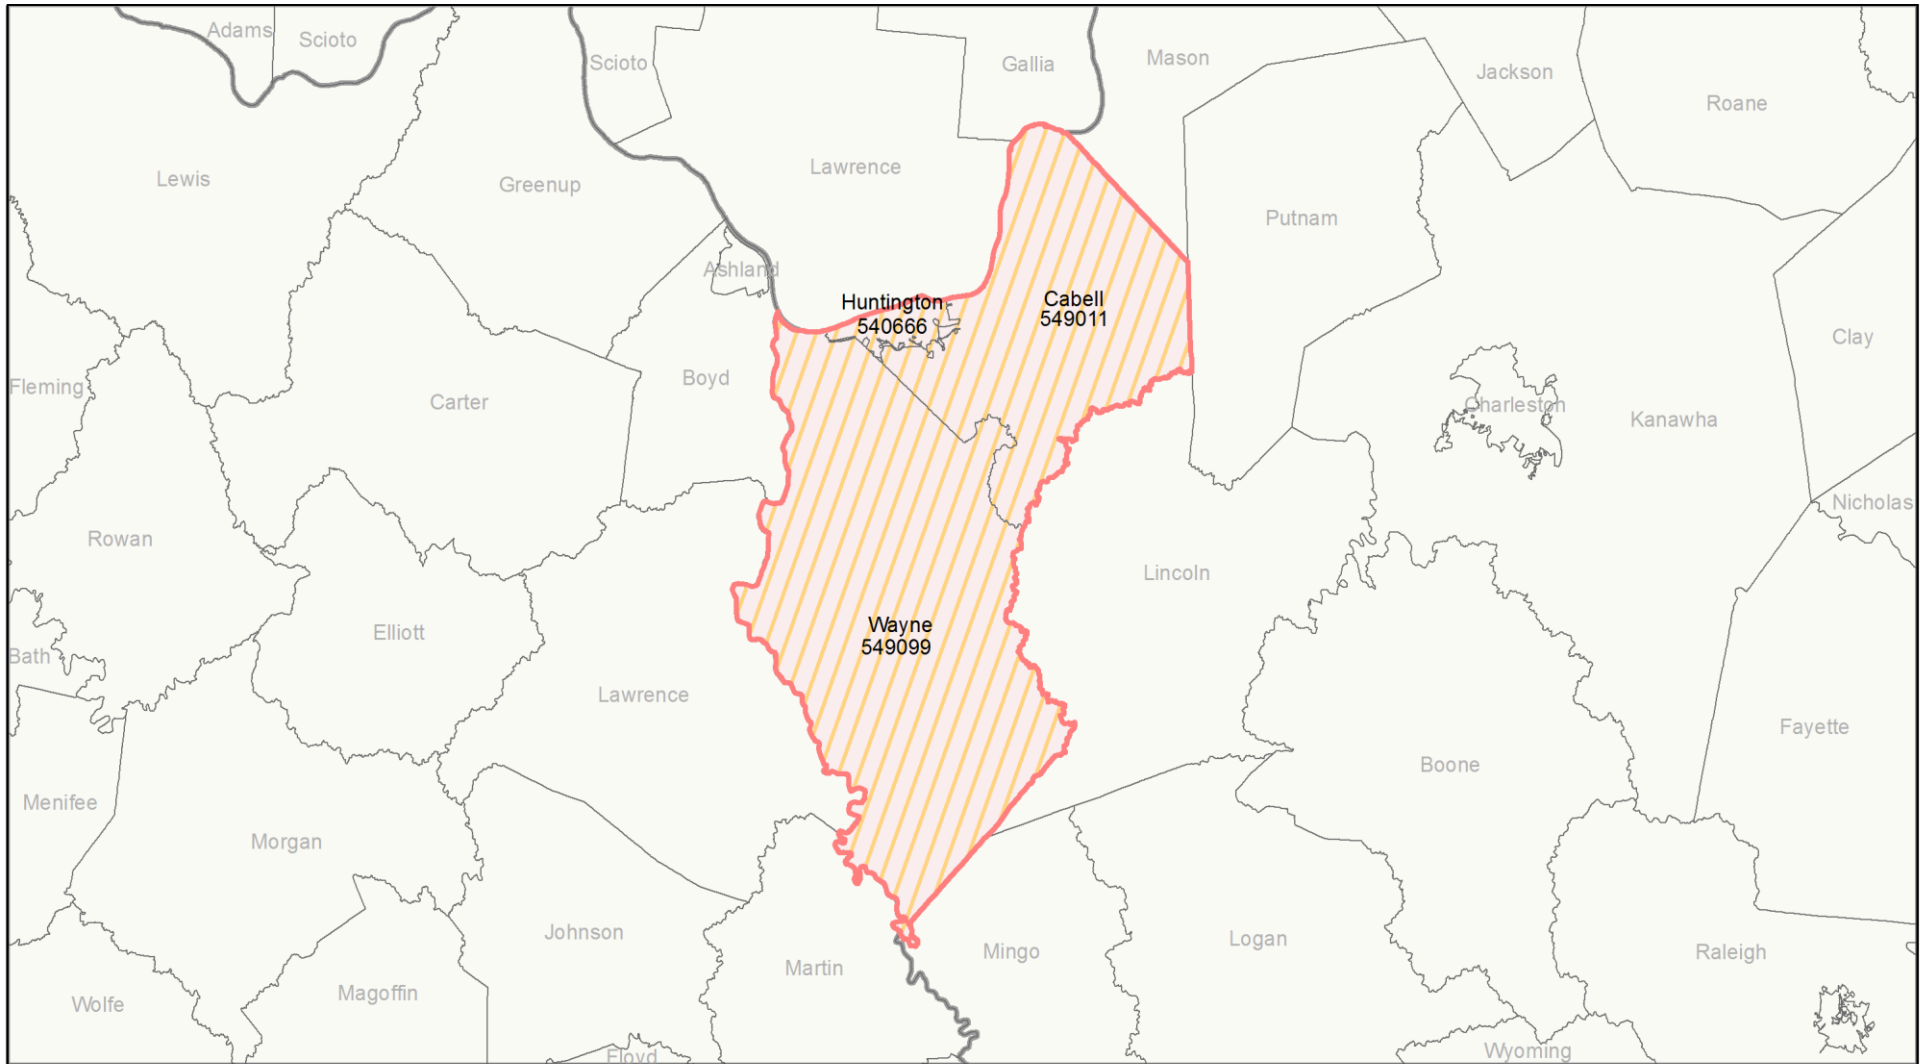 Adams
Scioto
Scioto
Gallia
Mason
Jackson
Roane
Lewis
Greenup
Lawrence
Putnam
Ashland
Huntington
540666
Cabell
549011
Clay
Fleming
Carter
Boyd
Charleston
Kanawha
Nicholas
Rowan
Lincoln
Elliott
Bath
Wayne
549099
Lawrence
Fayette
Boone
Menifee
Morgan
Johnson
Martin
Mingo
Logan
Raleigh
Wolfe
Magoffin
Floyd
Wyoming